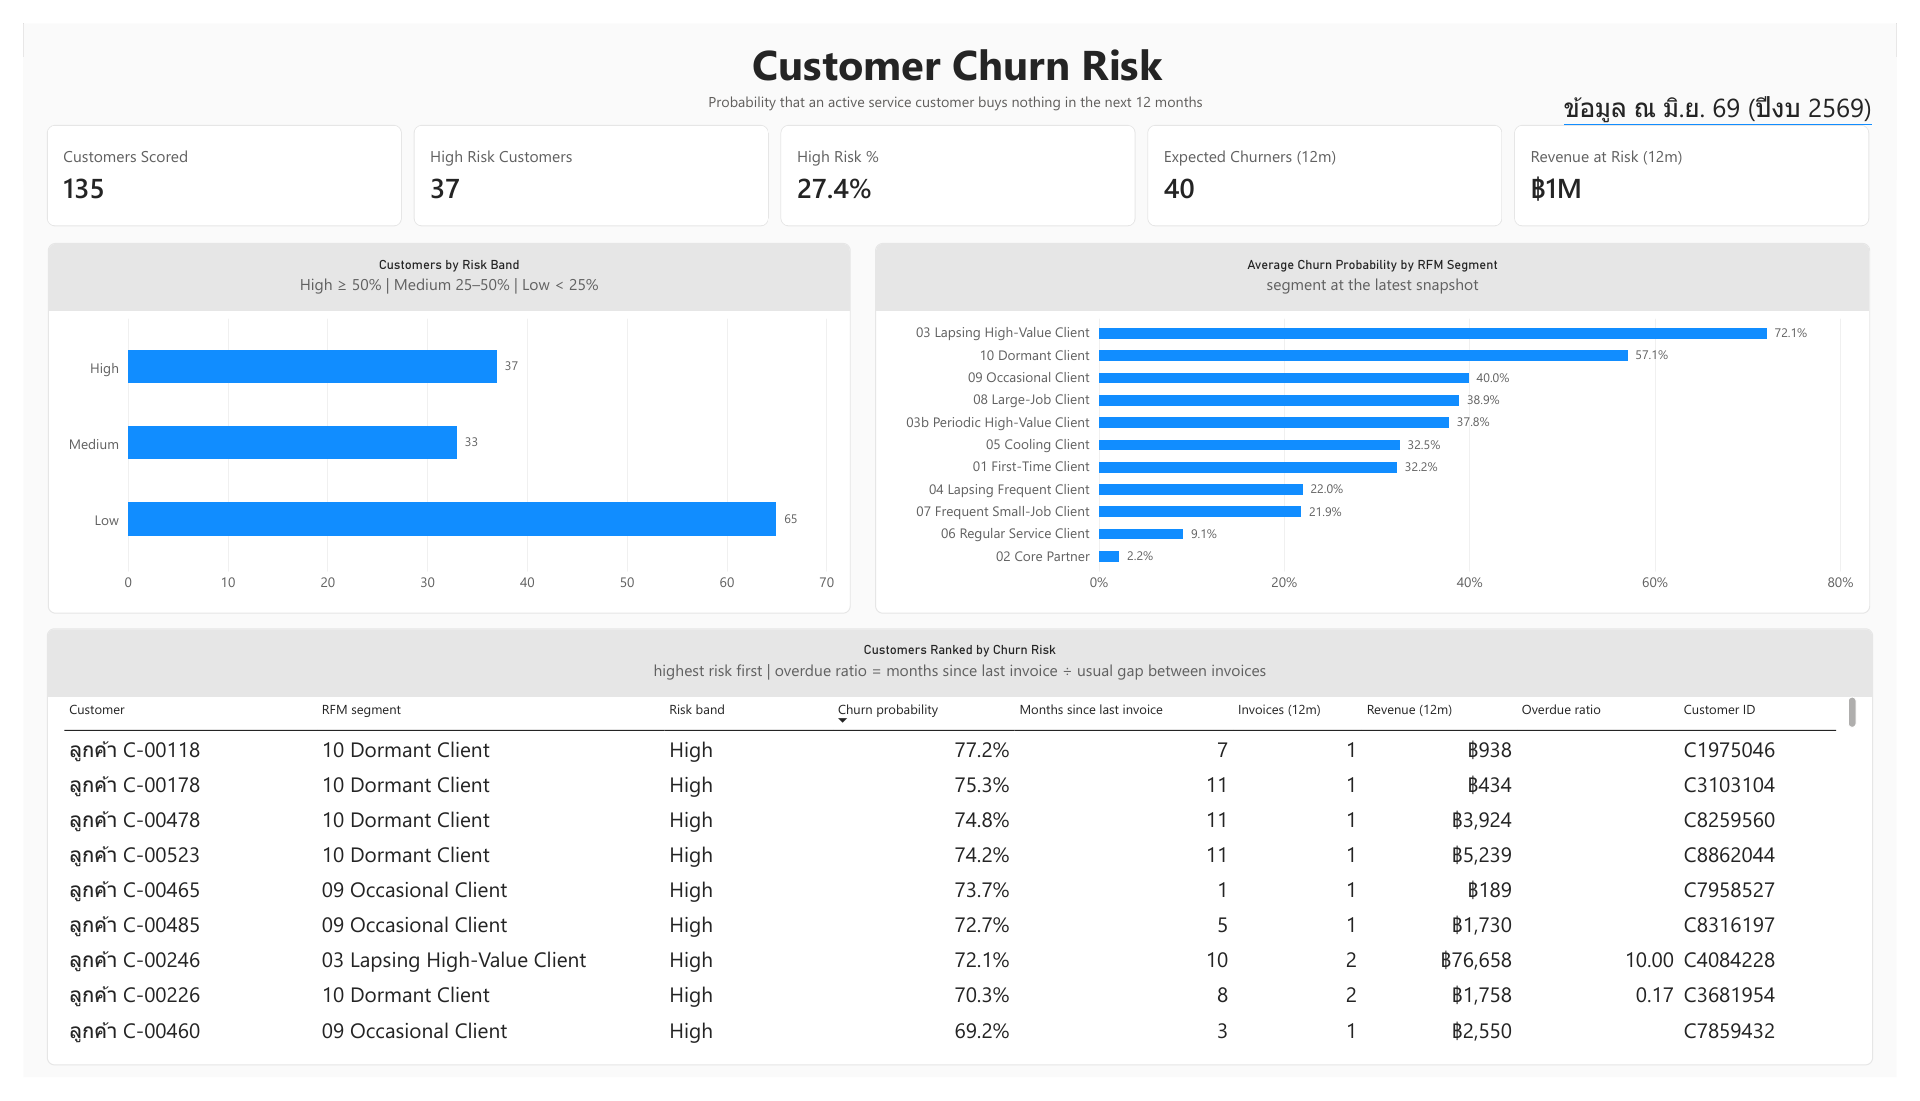 Customer Churn Risk
Probability that an active service customer buys nothing in the next 12 months
ข้อมูล ณ มิ.ย. 69 (ปีงบ 2569)
Customers Scored
135
High Risk Customers
37
High Risk %
27.4%
Expected Churners (12m)
40
Revenue at Risk (12m)
฿1M
Customers by Risk Band
High ≥ 50% | Medium 25–50% | Low < 25%
High 37
Medium 33
Low 65
0 10 20 30 40 50 60 70
Average Churn Probability by RFM Segment
segment at the latest snapshot
03 Lapsing High-Value Client 72.1%
10 Dormant Client 57.1%
09 Occasional Client 40.0%
08 Large-Job Client 38.9%
03b Periodic High-Value Client 37.8%
05 Cooling Client 32.5%
01 First-Time Client 32.2%
04 Lapsing Frequent Client 22.0%
07 Frequent Small-Job Client 21.9%
06 Regular Service Client 9.1%
02 Core Partner 2.2%
0% 20% 40% 60% 80%
Customers Ranked by Churn Risk
highest risk first | overdue ratio = months since last invoice ÷ usual gap between invoices
Customer RFM segment Risk band Churn probability Months since last invoice Invoices (12m) Revenue (12m) Overdue ratio Customer ID
ลูกค้า C-00118 10 Dormant Client High 77.2% 7 1 ฿938 C1975046
ลูกค้า C-00178 10 Dormant Client High 75.3% 11 1 ฿434 C3103104
ลูกค้า C-00478 10 Dormant Client High 74.8% 11 1 ฿3,924 C8259560
ลูกค้า C-00523 10 Dormant Client High 74.2% 11 1 ฿5,239 C8862044
ลูกค้า C-00465 09 Occasional Client High 73.7% 1 1 ฿189 C7958527
ลูกค้า C-00485 09 Occasional Client High 72.7% 5 1 ฿1,730 C8316197
ลูกค้า C-00246 03 Lapsing High-Value Client High 72.1% 10 2 ฿76,658 10.00 C4084228
ลูกค้า C-00226 10 Dormant Client High 70.3% 8 2 ฿1,758 0.17 C3681954
ลูกค้า C-00460 09 Occasional Client High 69.2% 3 1 ฿2,550 C7859432